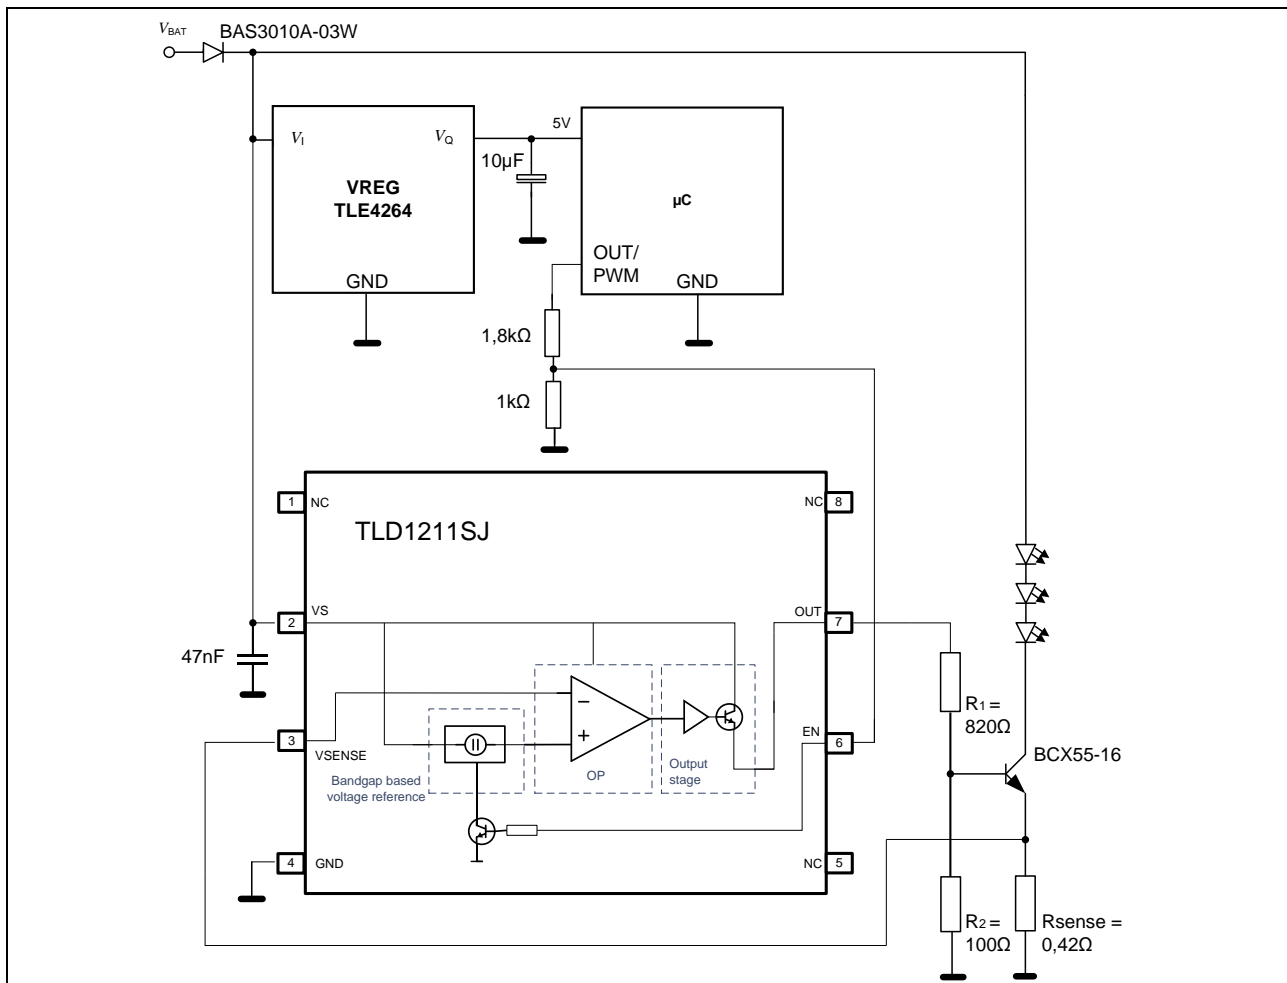 VBAT
BAS3010A-03W
VI
VQ
VREG
TLE4264
GND
10µF
5V
µC
OUT/
PWM
GND
1,8kΩ
1kΩ
TLD1211SJ
1
NC
NC
8
2
VS
OUT
7
47nF
3
VSENSE
EN
6
Bandgap based
voltage reference
OP
Output
stage
4
GND
NC
5
R1 =
820Ω
BCX55-16
R2 =
100Ω
Rsense =
0,42Ω